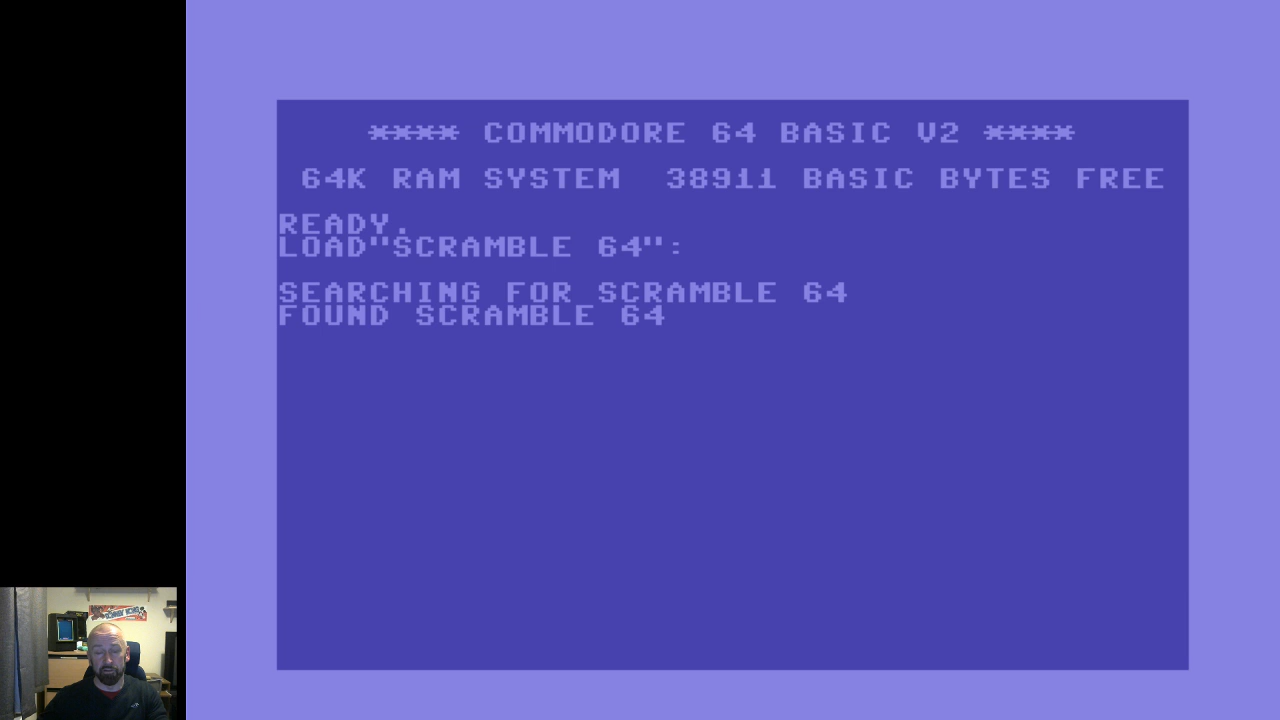 **** COMMODORE 64 BASIC V2 ****
64K RAM SYSTEM  38911 BASIC BYTES FREE
READY.
LOAD"SCRAMBLE 64":
SEARCHING FOR SCRAMBLE 64
FOUND SCRAMBLE 64